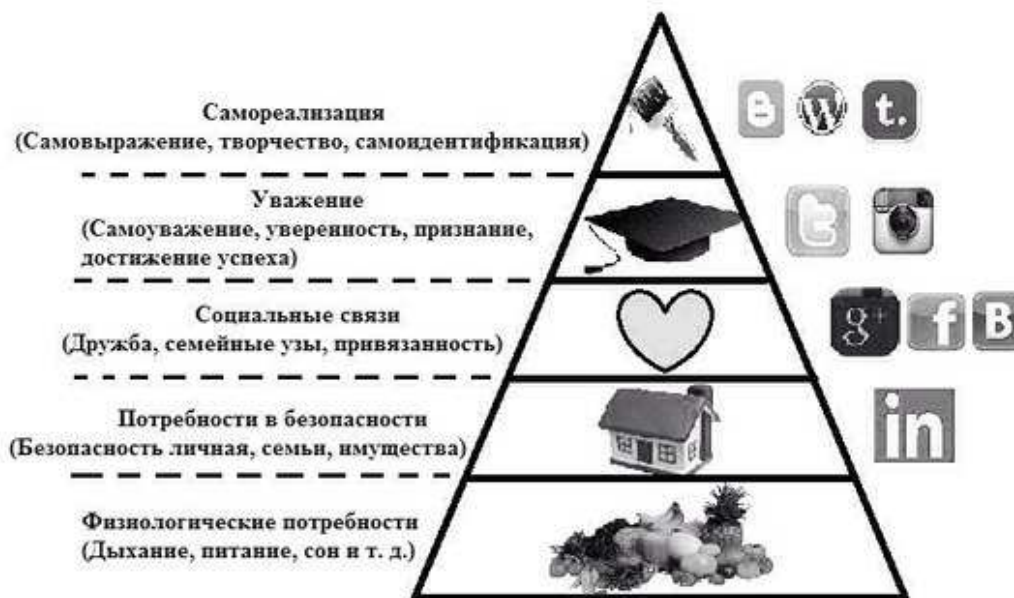 Самореализация
(Самовыражение, творчество, самоидентификация)
Уважение
(Самоуважение, уверенность, признание,
достижение успеха)
Социальные связи
(Дружба, семейные узы, привязанность)
Потребности в безопасности
(Безопасность личная, семьи, имущества)
Физиологические потребности
(Дыхание, питание, сон и т. д.)
B W t.
t
g+ f B
in